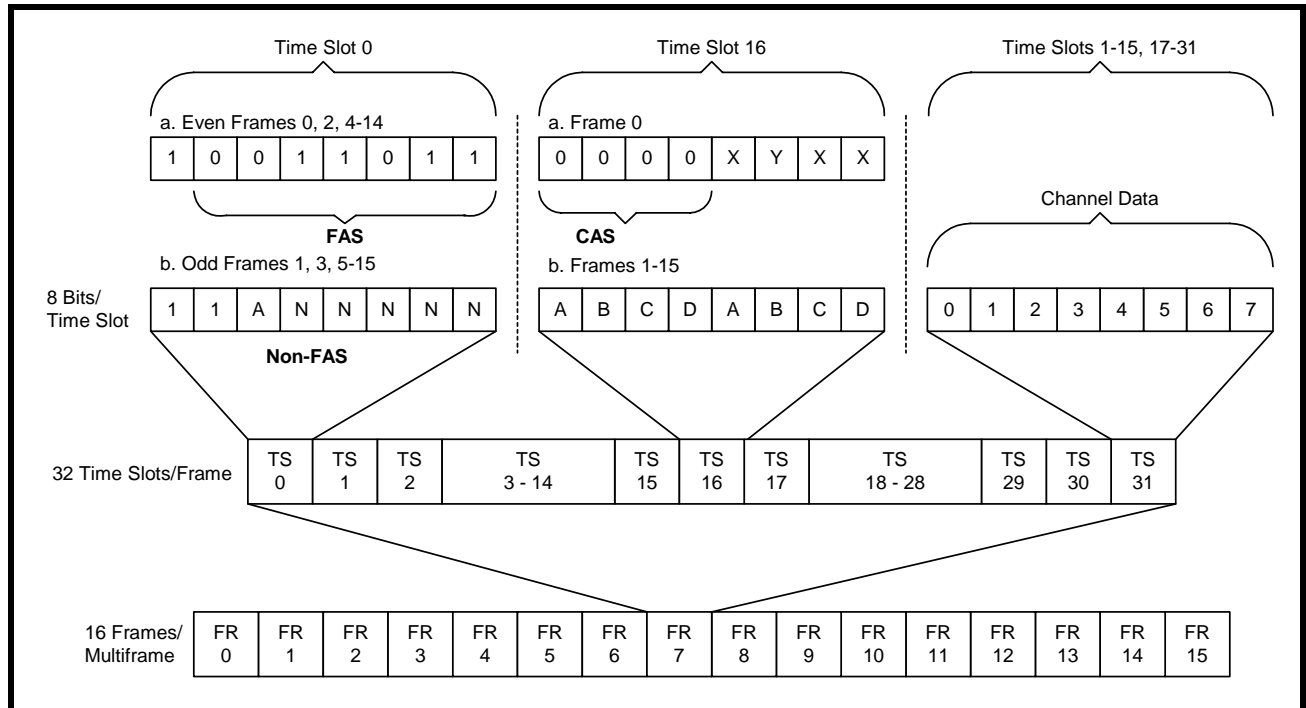 Time Slot 0
Time Slot 16
Time Slots 1-15, 17-31
a. Even Frames 0, 2, 4-14
a. Frame 0
1 0 0 1 1 0 1 1
0 0 0 0 X Y X X
Channel Data
FAS
CAS
b. Odd Frames 1, 3, 5-15
b. Frames 1-15
8 Bits/
Time Slot
1 1 A N N N N N
A B C D A B C D
0 1 2 3 4 5 6 7
Non-FAS
32 Time Slots/Frame
TS TS TS TS TS TS TS TS TS TS TS
0 1 2 3 - 14 15 16 17 18 - 28 29 30 31
16 Frames/
Multiframe
FR FR FR FR FR FR FR FR FR FR FR FR FR FR FR FR
0 1 2 3 4 5 6 7 8 9 10 11 12 13 14 15